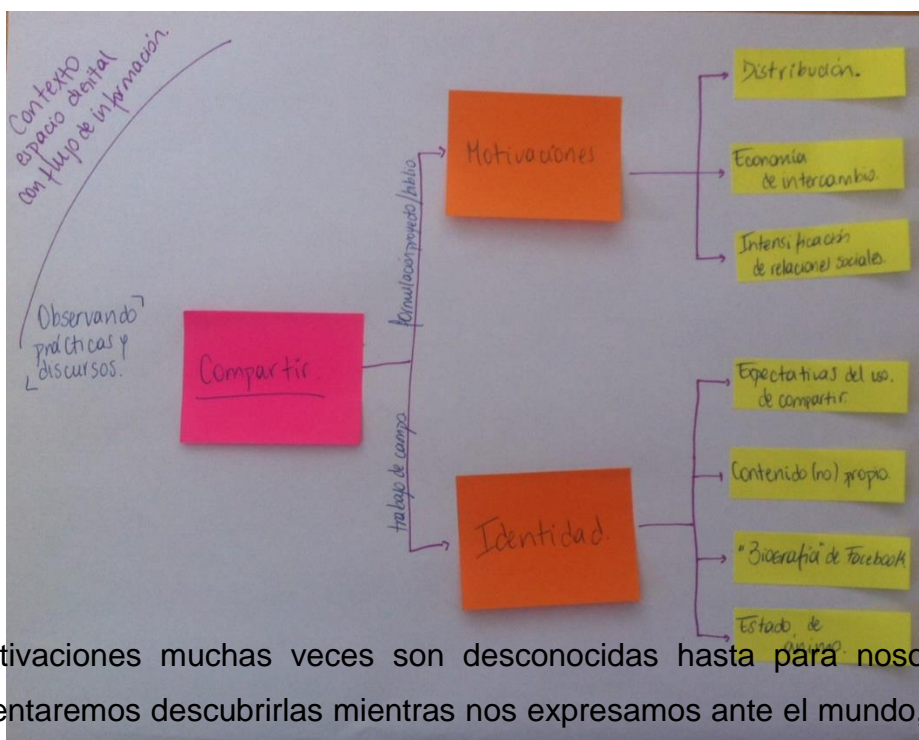 Contexto
espacio digital
con flujo de información.
Observando
prácticas y
discursos.
Compartir.
formulación proyecto/biblio
trabajo de campo
Motivaciones
Distribución.
Economía
de intercambio.
Intensificación
de relaciones sociales.
Identidad.
Expectativas del uso.
de compartir.
Contenido (no) propio.
"Biografía" de Facebook
Estado de
ánimo.
tivaciones muchas veces son desconocidas hasta para noso
entaremos descubrirlas mientras nos expresamos ante el mundo